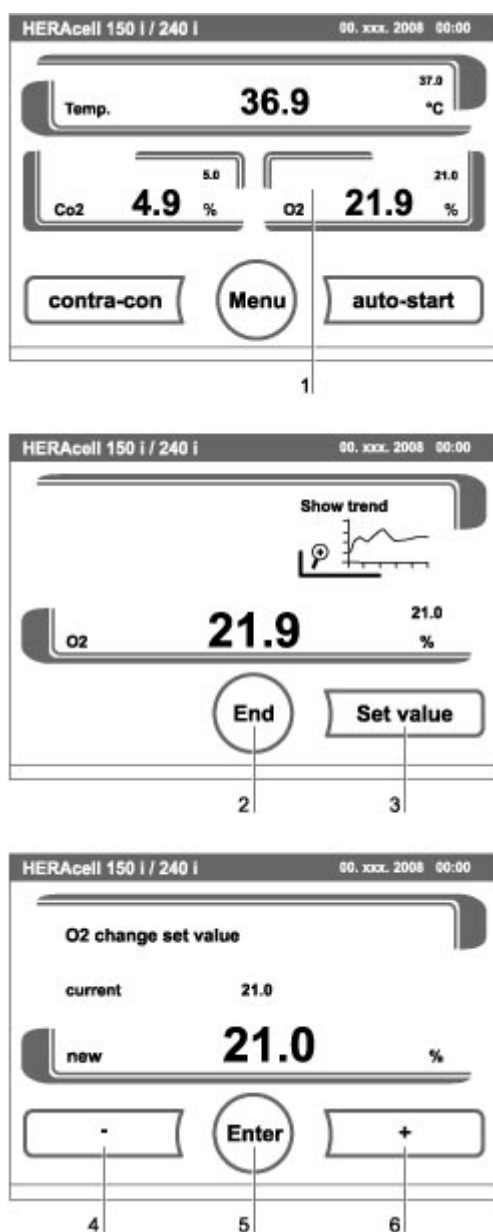 HERAcell 150 i / 240 i 00. xxx. 2008 00:00
37.0
Temp. 36.9 °C
5.0 21.0
Co2 4.9 % O2 21.9 %
contra-con Menu auto-start
1
HERAcell 150 i / 240 i 00. xxx. 2008 00:00
Show trend
21.0
O2 21.9 %
End Set value
2 3
HERAcell 150 i / 240 i 00. xxx. 2008 00:00
O2 change set value
current 21.0
new 21.0 %
- Enter +
4 5 6